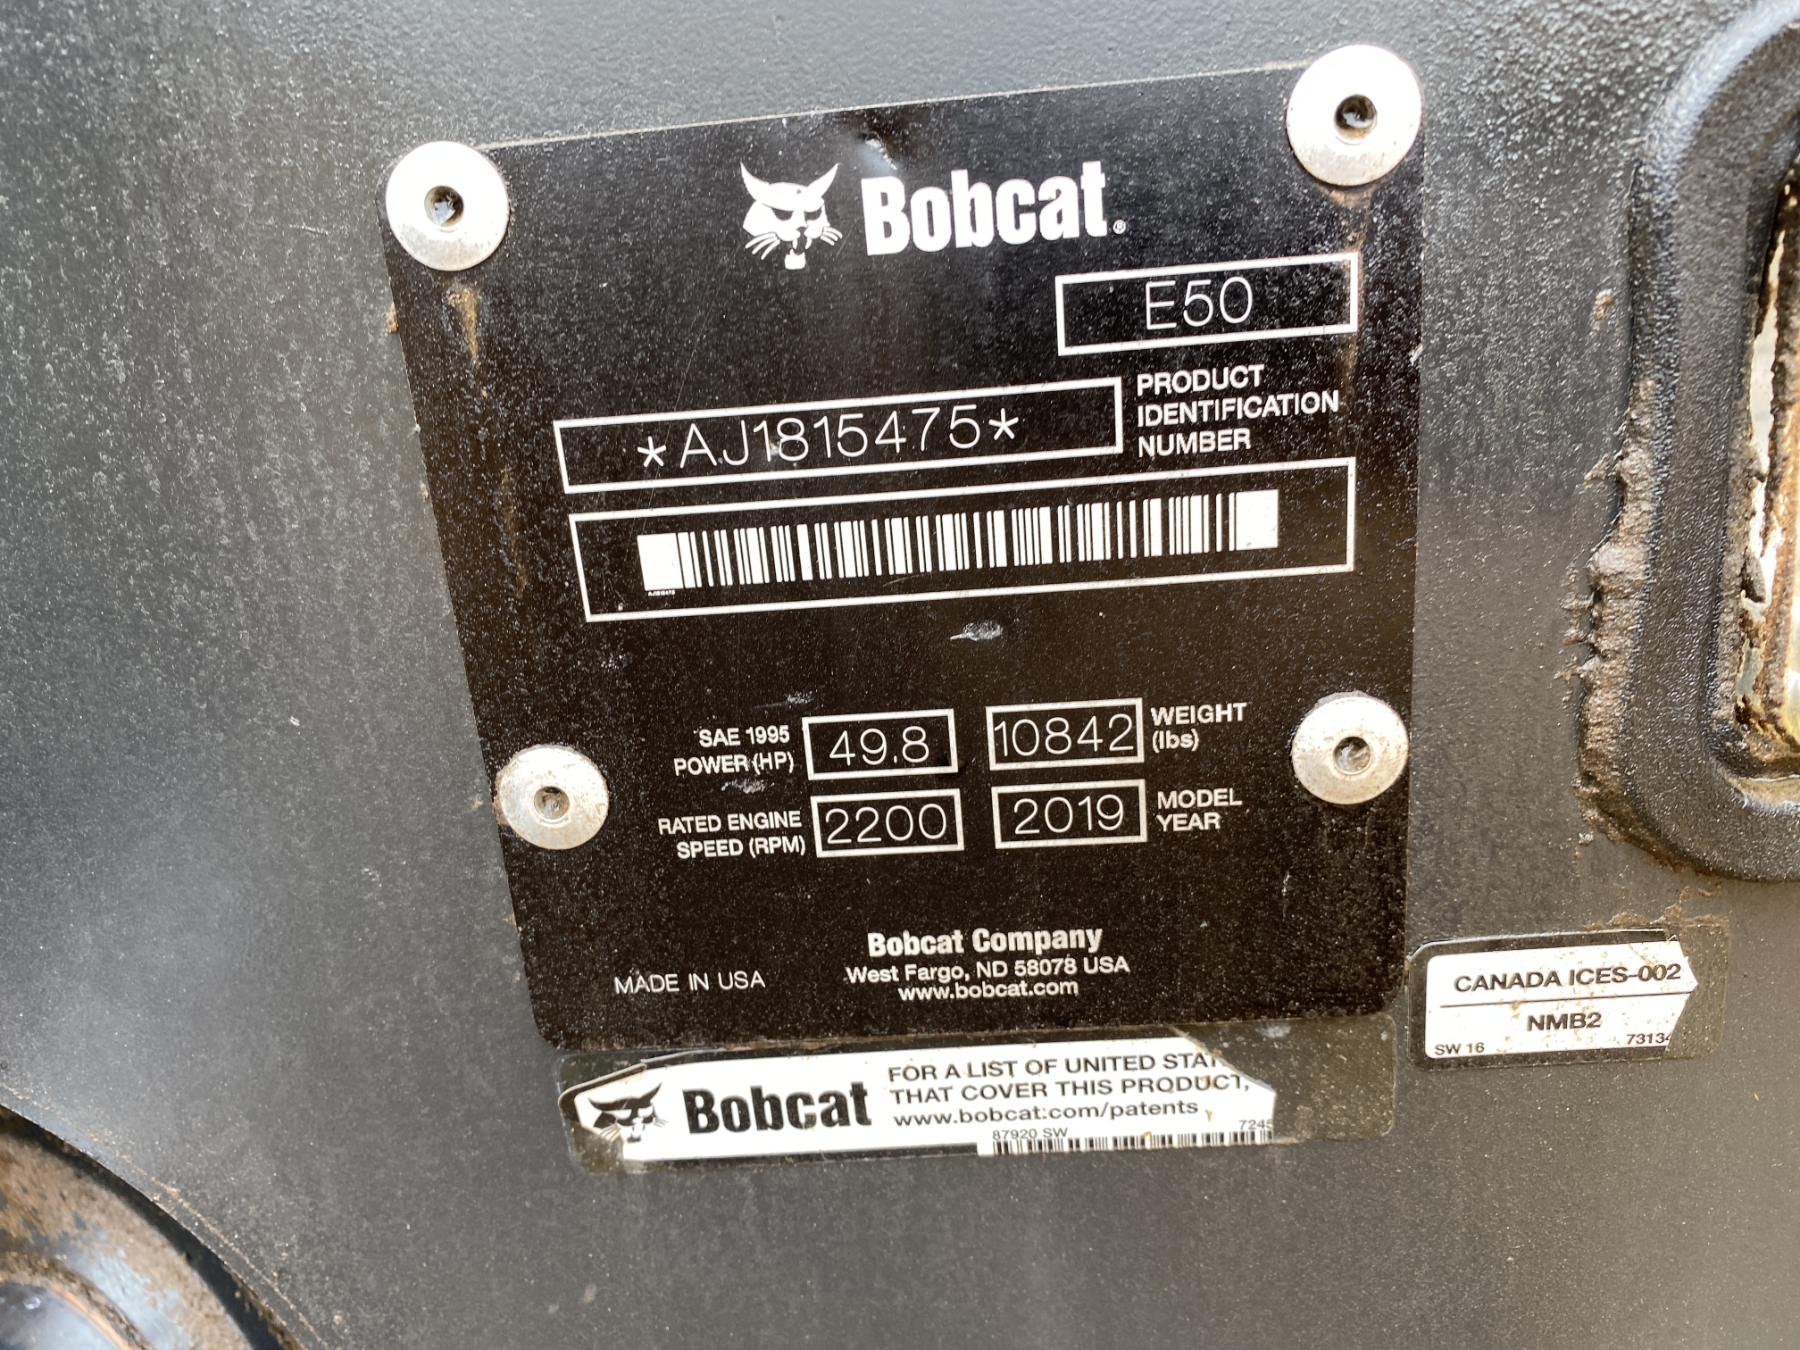 Bobcat®
E50
*AJ1815475*
PRODUCT
IDENTIFICATION
NUMBER
AJ1815475
SAE 1995
POWER (HP)
49.8
10842
WEIGHT
(lbs)
RATED ENGINE
SPEED (RPM)
2200
2019
MODEL
YEAR
MADE IN USA
Bobcat Company
West Fargo, ND 58078 USA
www.bobcat.com
CANADA ICES-002
NMB2
SW 16
7313
Bobcat
FOR A LIST OF UNITED STA
THAT COVER THIS PRODUCT,
www.bobcat.com/patents
87920 SW
724